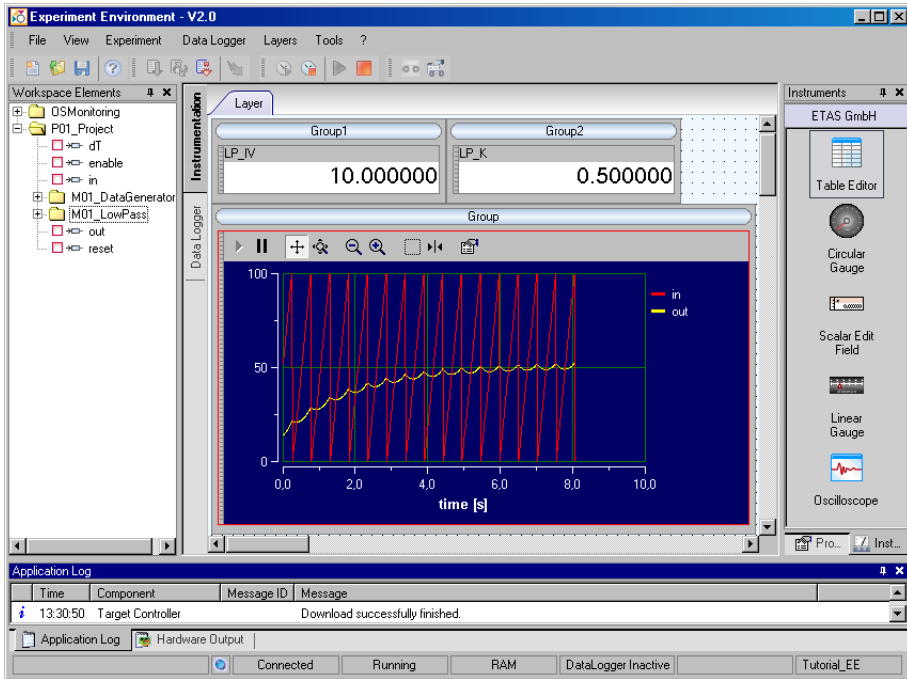 Experiment Environment - V2.0
File View Experiment Data Logger Layers Tools ?
Workspace Elements
OSMonitoring
P01_Project
dT
enable
in
M01_DataGenerator
M01_LowPass
out
reset
Instrumentation
Data Logger
Layer
Group1
LP_IV
10.000000
Group2
LP_K
0.500000
Group
100
50
0
0,0 2,0 4,0 6,0 8,0 10,0
time [s]
in
out
Instruments
ETAS GmbH
Table Editor
Circular
Gauge
Scalar Edit
Field
Linear
Gauge
Oscilloscope
Pro... Inst...
Application Log
Time Component Message ID Message
i 13:30:50 Target Controller Download successfully finished.
Application Log Hardware Output
Connected Running RAM DataLogger Inactive Tutorial_EE